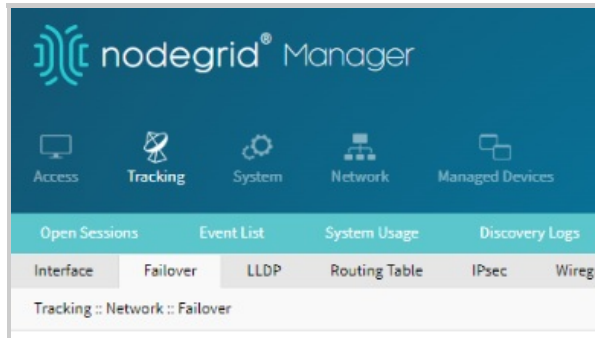 nodegrid® Manager
Access Tracking System Network Managed Devices
Open Sessions Event List System Usage Discovery Logs
Interface Failover LLDP Routing Table IPsec
Tracking :: Network :: Failover